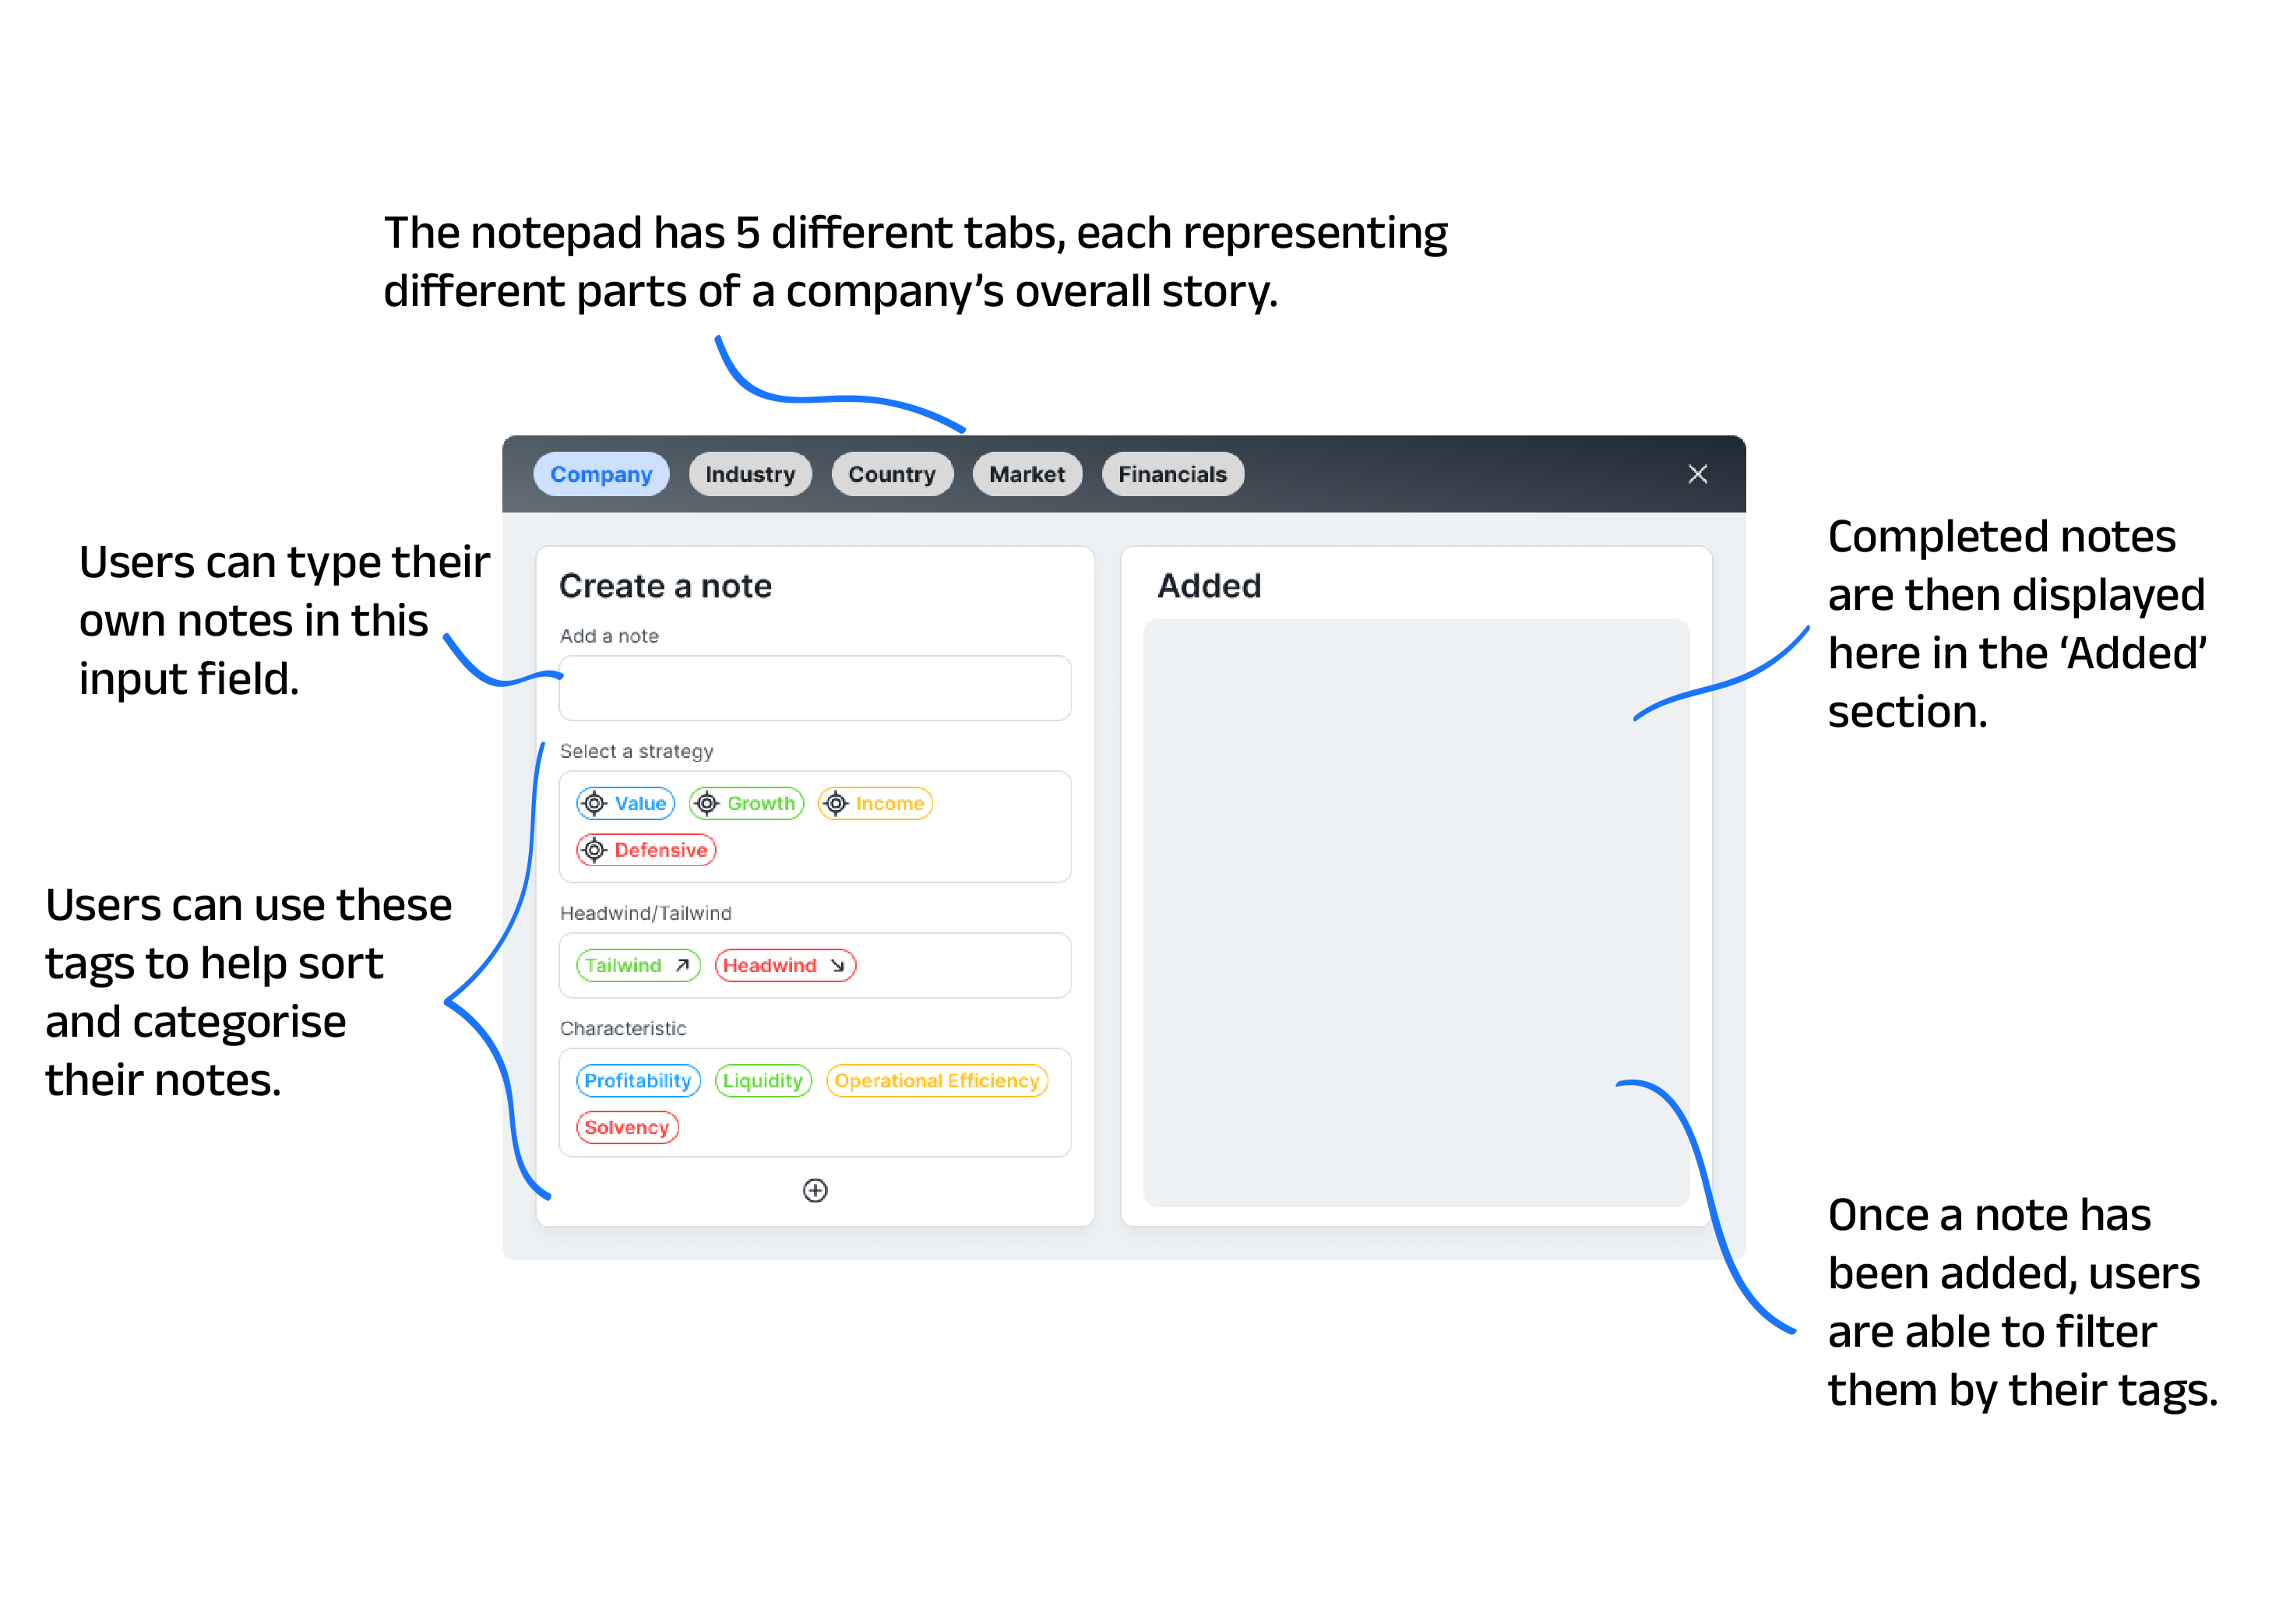 The notepad has 5 different tabs, each representing
different parts of a company’s overall story.
Company Industry Country Market Financials
Users can type their
own notes in this
input field.
Create a note
Add a note
Select a strategy
Value Growth Income
Defensive
Headwind/Tailwind
Tailwind Headwind
Characteristic
Profitability Liquidity Operational Efficiency
Solvency
Users can use these
tags to help sort
and categorise
their notes.
Added
Completed notes
are then displayed
here in the ‘Added’
section.
Once a note has
been added, users
are able to filter
them by their tags.